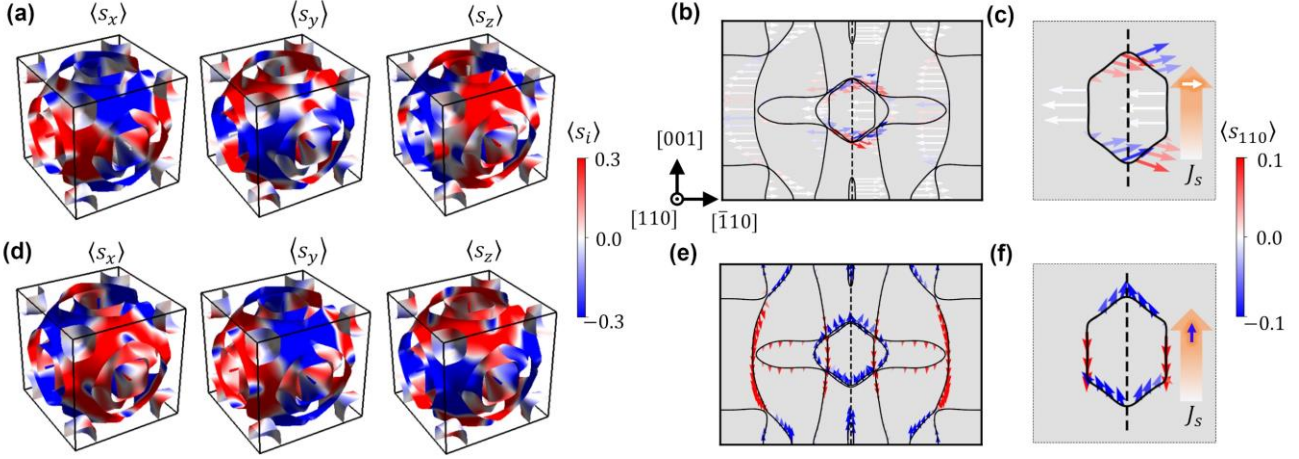 (a)
⟨s_x⟩
⟨s_y⟩
⟨s_z⟩
⟨s_i⟩
0.3
0.0
−0.3
(b)
[001]
[110]
[1̄10]
(c)
J_s
⟨s_110⟩
0.1
0.0
−0.1
(d)
⟨s_x⟩
⟨s_y⟩
⟨s_z⟩
(e)
(f)
J_s